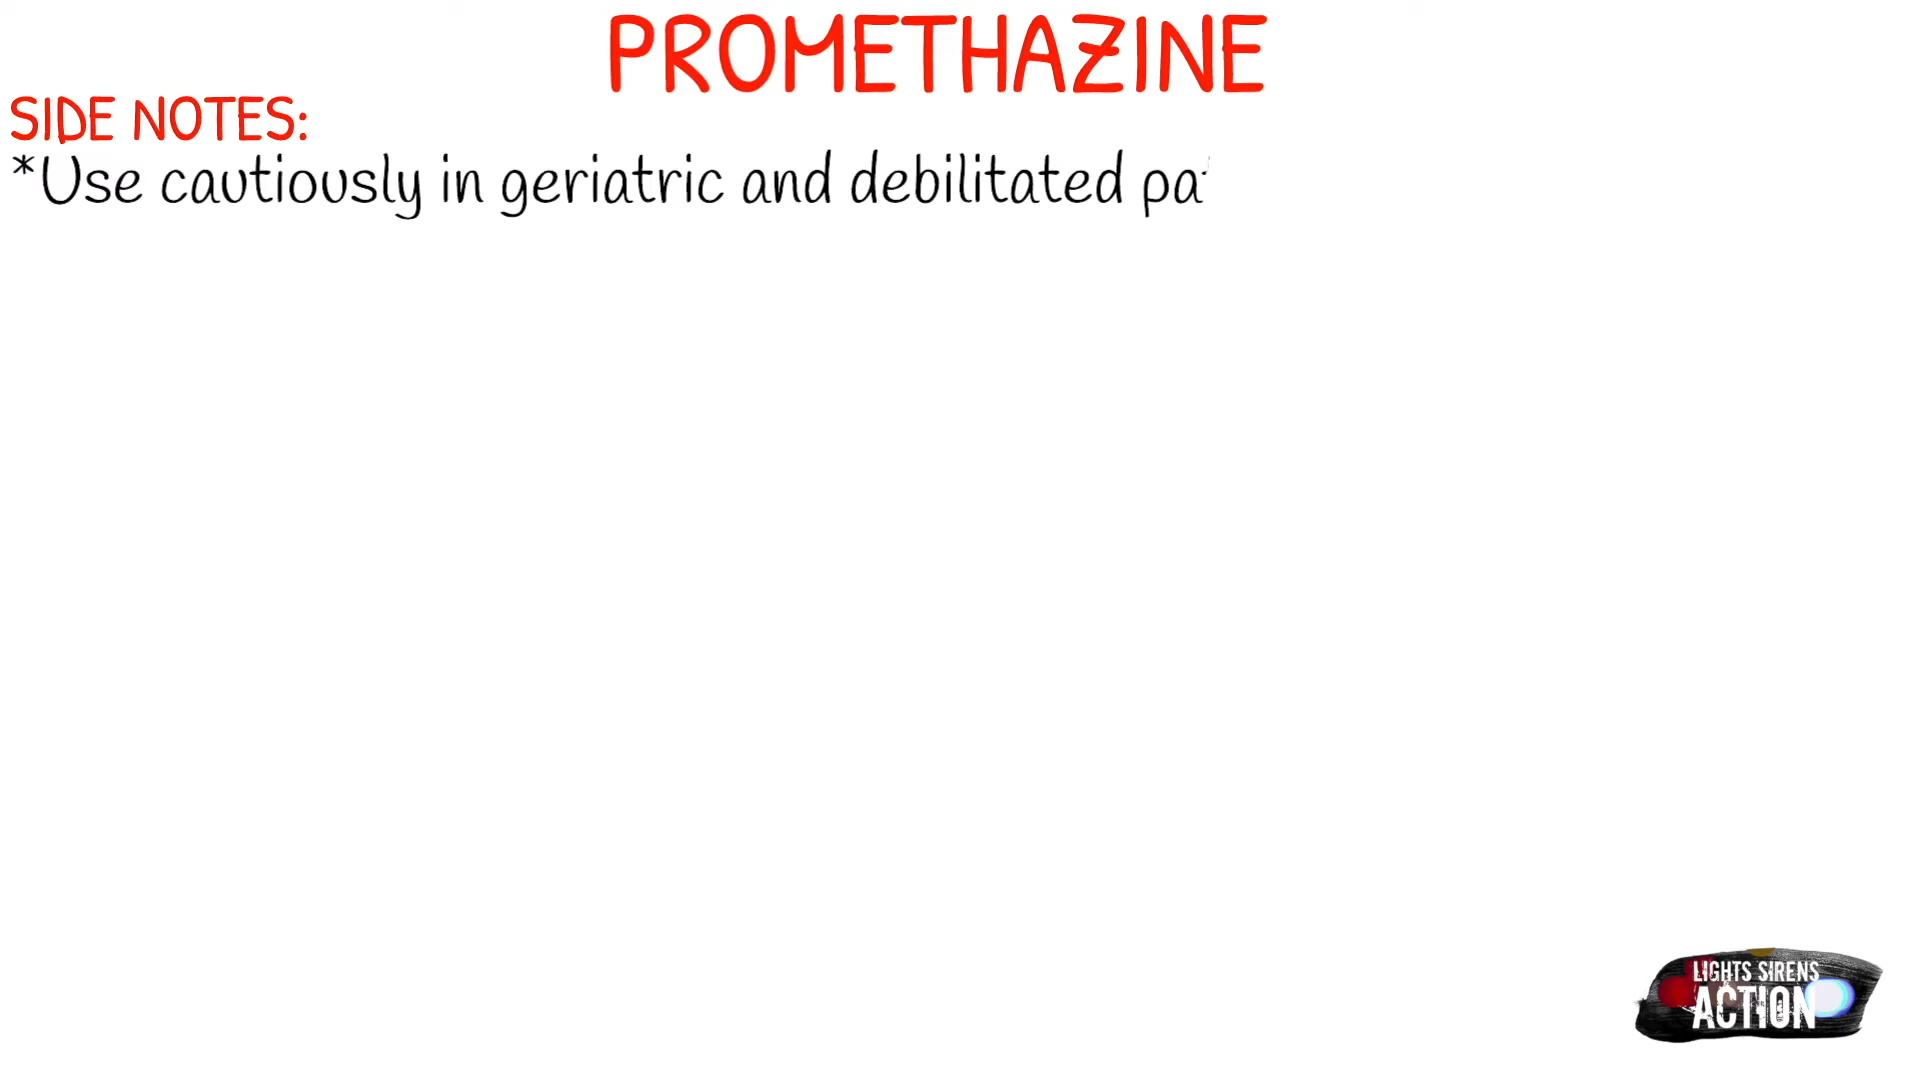 PROMETHAZINE
SIDE NOTES:
*Use cautiously in geriatric and debilitated
LIGHTS SIRENS
ACTION